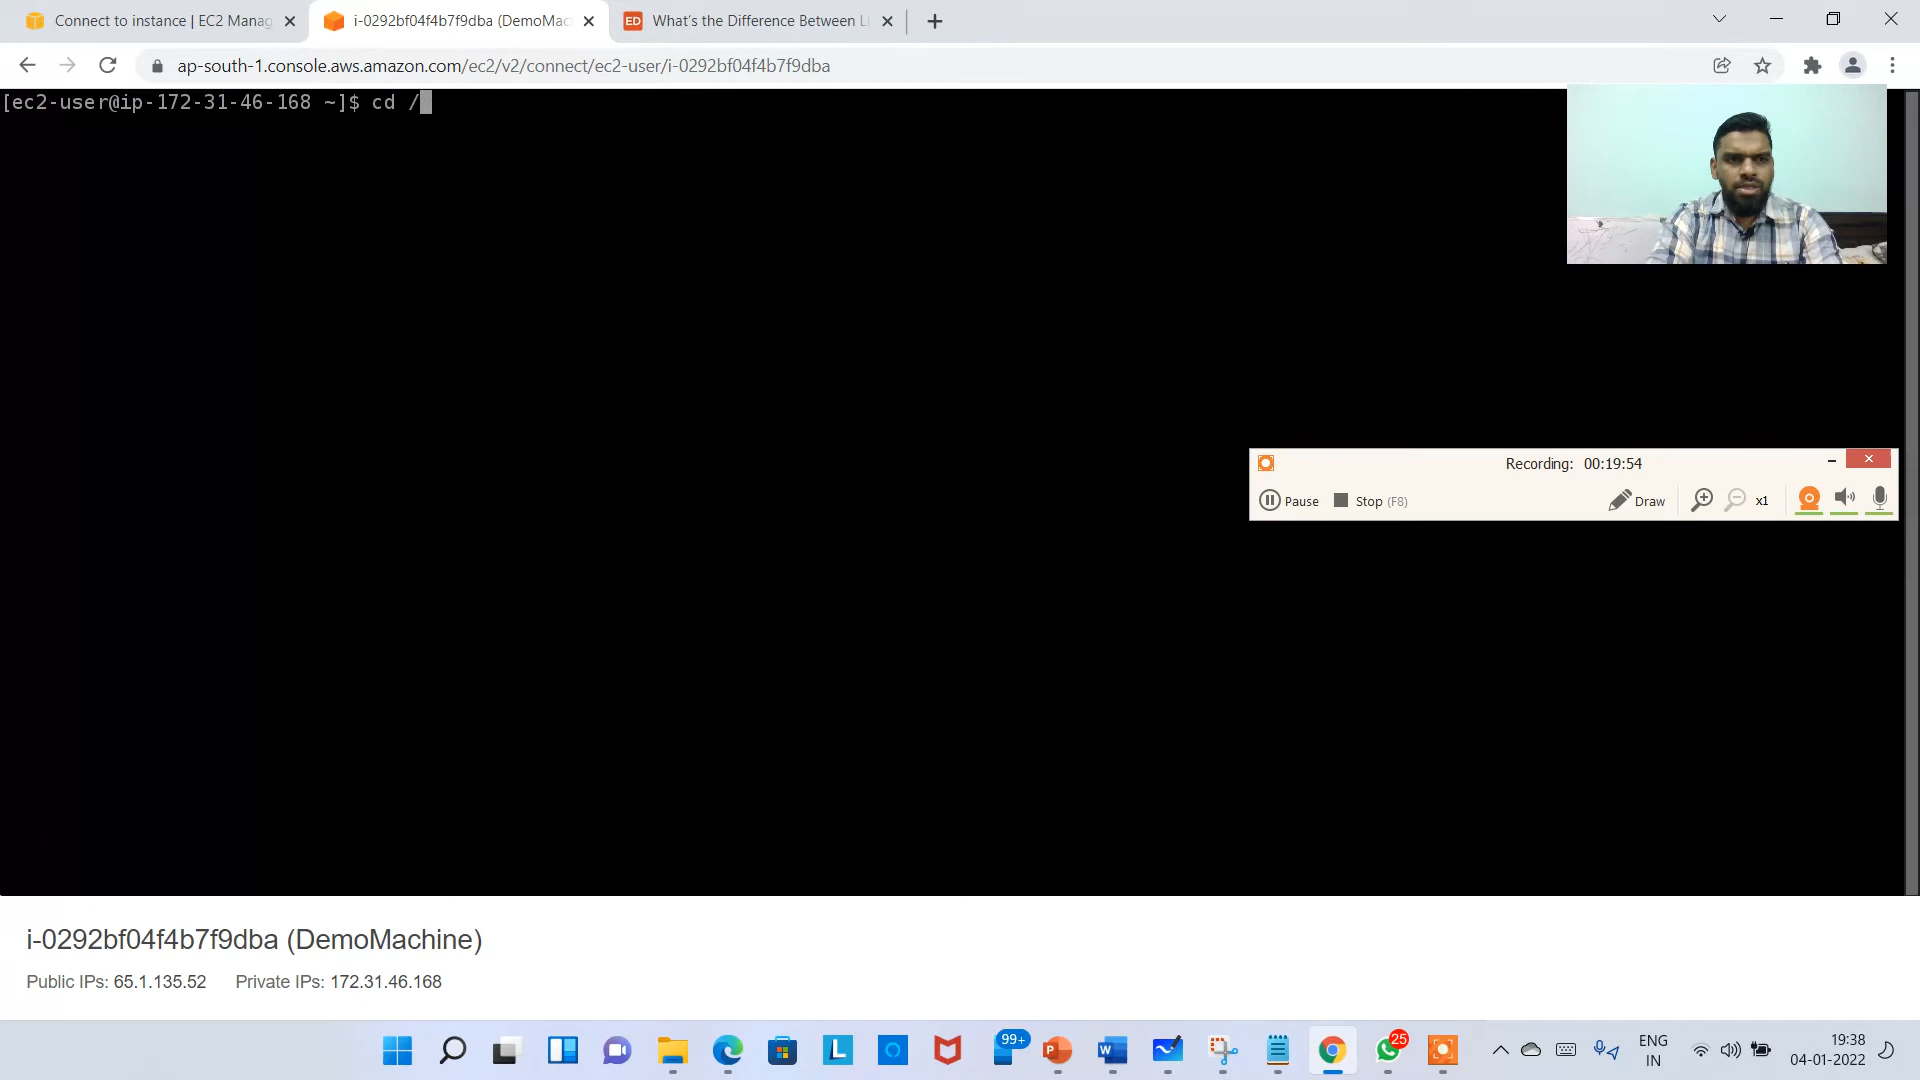 Connect to instance | EC2 Manag
i-0292bf04f4b7f9dba (DemoMac
ED
What's the Difference Between L
ap-south-1.console.aws.amazon.com/ec2/v2/connect/ec2-user/i-0292bf04f4b7f9dba
[ec2-user@ip-172-31-46-168 ~]$ cd /
Recording: 00:19:54
Pause
Stop (F8)
Draw
x1
i-0292bf04f4b7f9dba (DemoMachine)
Public IPs: 65.1.135.52 Private IPs: 172.31.46.168
L
99+
P
W
25
ENG
IN
19:38
04-01-2022